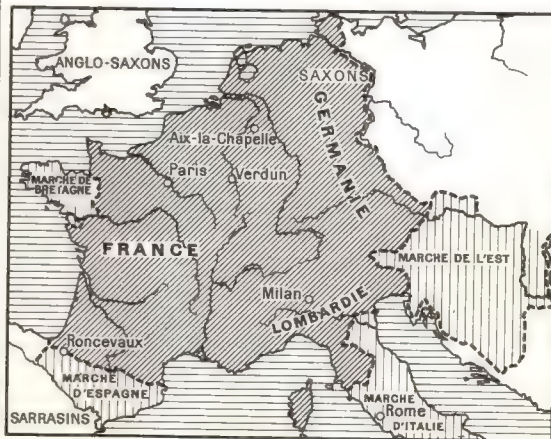 ANGLO-SAXONS
SAXONS
GERMANIE
Aix-la-Chapelle
Paris
Verdun
MARCHE DE
BRETAGNE
FRANCE
MARCHE DE L'EST
Milan
LOMBARDIE
Roncevaux
MARCHE
D'ESPAGNE
SARRASINS
MARCHE
Rome
D'ITALIE